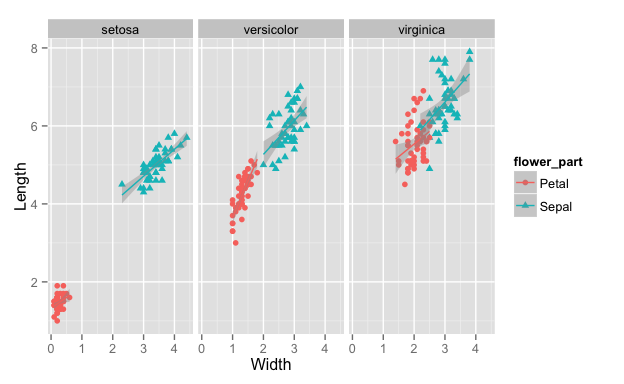 setosa versicolor virginica
8
6
4
2
Length
0 1 2 3 4 0 1 2 3 4 0 1 2 3 4
Width
flower_part
Petal
Sepal